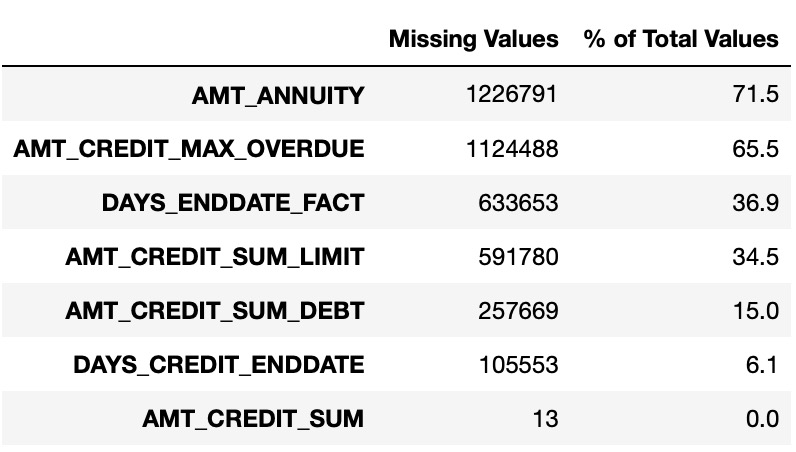 Missing Values % of Total Values
AMT_ANNUITY 1226791 71.5
AMT_CREDIT_MAX_OVERDUE 1124488 65.5
DAYS_ENDDATE_FACT 633653 36.9
AMT_CREDIT_SUM_LIMIT 591780 34.5
AMT_CREDIT_SUM_DEBT 257669 15.0
DAYS_CREDIT_ENDDATE 105553 6.1
AMT_CREDIT_SUM 13 0.0